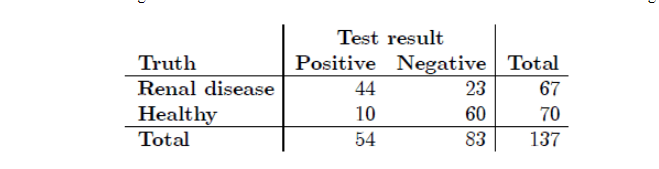 Test result
Truth Positive Negative Total
Renal disease 44 23 67
Healthy 10 60 70
Total 54 83 137